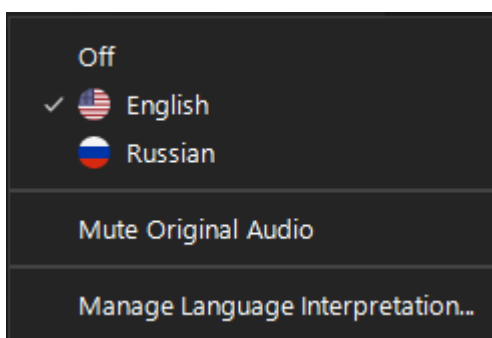 Off
English
Russian
Mute Original Audio
Manage Language Interpretation...